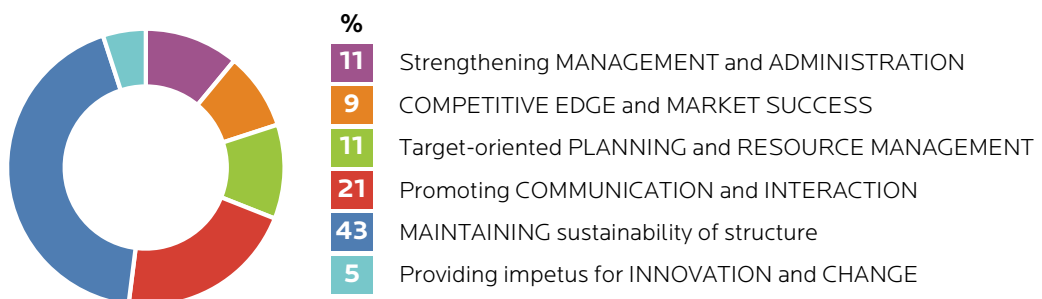 %
11 Strengthening MANAGEMENT and ADMINISTRATION
9 COMPETITIVE EDGE and MARKET SUCCESS
11 Target-oriented PLANNING and RESOURCE MANAGEMENT
21 Promoting COMMUNICATION and INTERACTION
43 MAINTAINING sustainability of structure
5 Providing impetus for INNOVATION and CHANGE